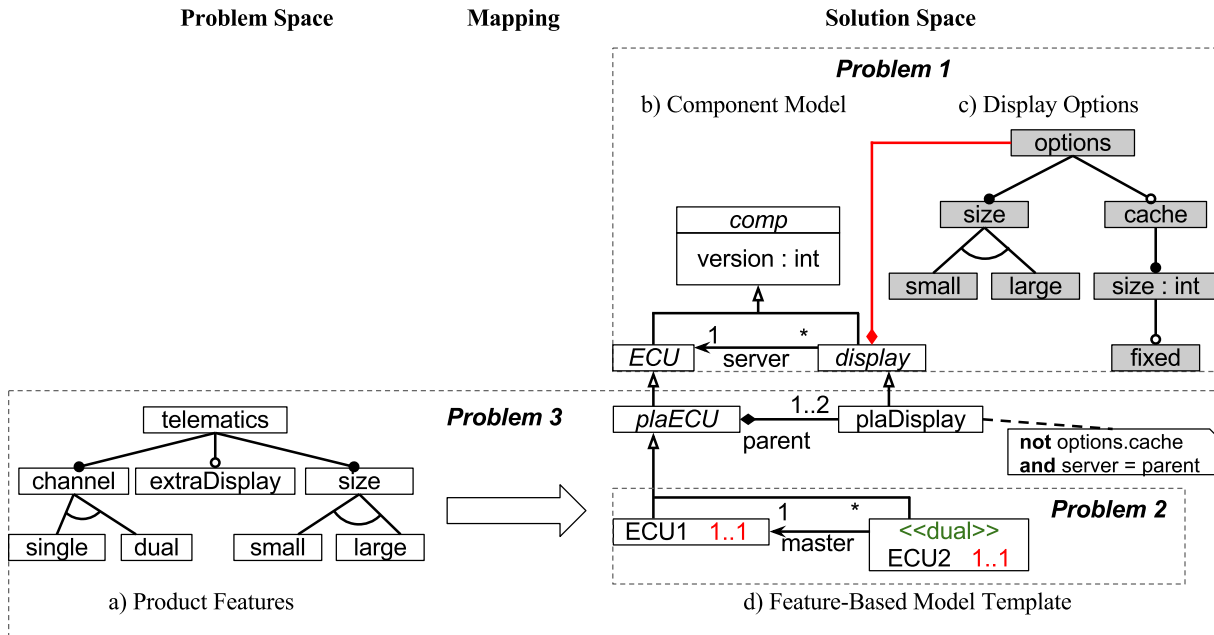 Problem Space
Mapping
Solution Space
Problem 1
b) Component Model
c) Display Options
options
size
cache
small
large
size : int
fixed
comp
version : int
1
*
ECU
server
display
Problem 3
telematics
channel
extraDisplay
size
single
dual
small
large
a) Product Features
plaECU
1..2
parent
plaDisplay
not options.cache
and server = parent
Problem 2
ECU1 1..1
1
*
master
<<dual>>
ECU2 1..1
d) Feature-Based Model Template